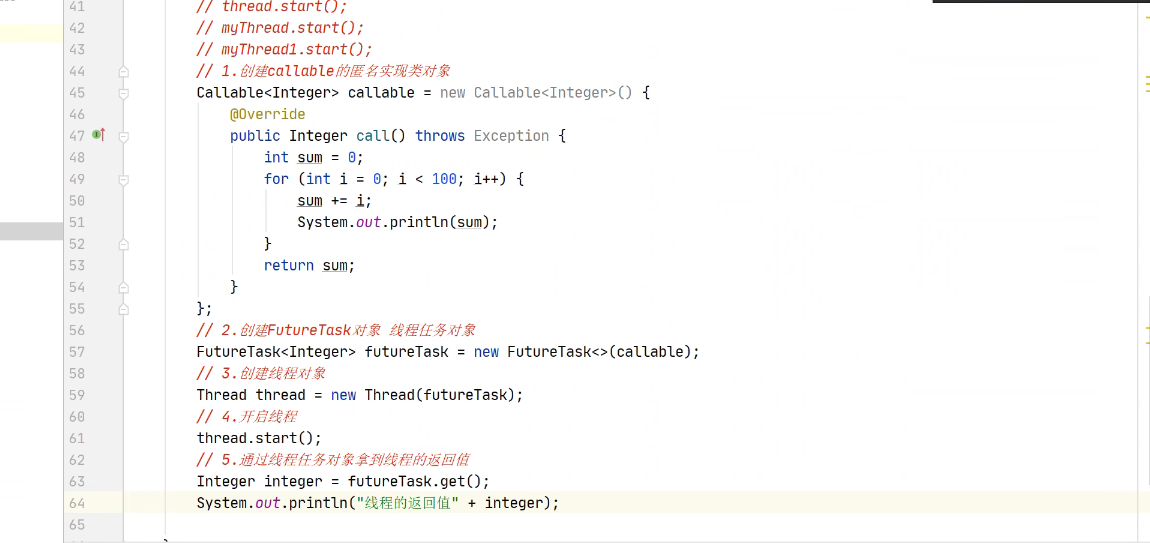 41 // thread.start();
42 // myThread.start();
43 // myThread1.start();
44 // 1.创建callable的匿名实现类对象
45 Callable<Integer> callable = new Callable<Integer>() {
46 @Override
47 public Integer call() throws Exception {
48 int sum = 0;
49 for (int i = 0; i < 100; i++) {
50 sum += i;
51 System.out.println(sum);
52 }
53 return sum;
54 }
55 };
56 // 2.创建FutureTask对象 线程任务对象
57 FutureTask<Integer> futureTask = new FutureTask<>(callable);
58 // 3.创建线程对象
59 Thread thread = new Thread(futureTask);
60 // 4.开启线程
61 thread.start();
62 // 5.通过线程任务对象拿到线程的返回值
63 Integer integer = futureTask.get();
64 System.out.println("线程的返回值" + integer);
65